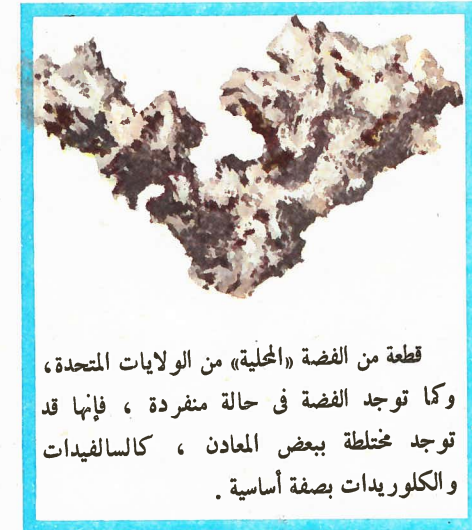 قطعة من الفضة «المحلية» من الولايات المتحدة،
وكما توجد الفضة فى حالة منفردة ، فإنها قد
توجد مختلطة ببعض المعادن ، كالسالفيدات
والكلوريدات بصفة أساسية .